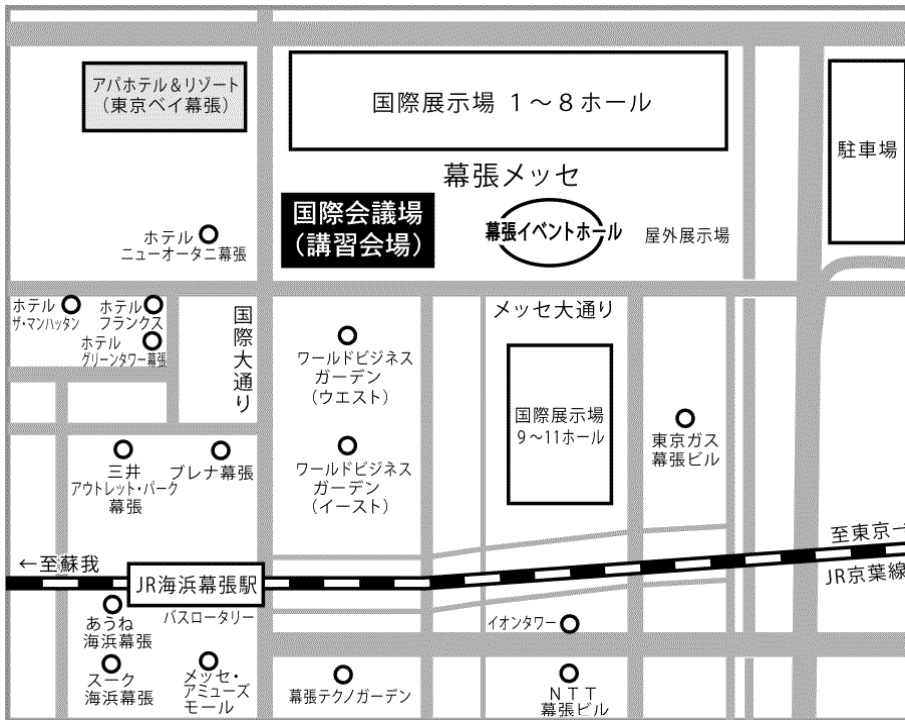 アパホテル&リゾート
(東京ベイ幕張)
国際展示場 1～8ホール
駐車場
幕張メッセ
国際会議場
(講習会場)
幕張イベントホール
屋外展示場
ホテル
ニューオータニ幕張
ホテル
ザ・マンハッタン
ホテル
フランクス
ホテル
グリーンタワー幕張
国際大通り
メッセ大通り
ワールドビジネス
ガーデン
(ウエスト)
国際展示場
9～11ホール
東京ガス
幕張ビル
三井
アウトレット・パーク
幕張
プレナ幕張
ワールドビジネス
ガーデン
(イースト)
←至蘇我
至東京
JR海浜幕張駅
JR京葉線
バスロータリー
あうね
海浜幕張
イオンタワー
スーク
海浜幕張
メッセ・
アミューズ
モール
幕張テクノガーデン
NTT
幕張ビル